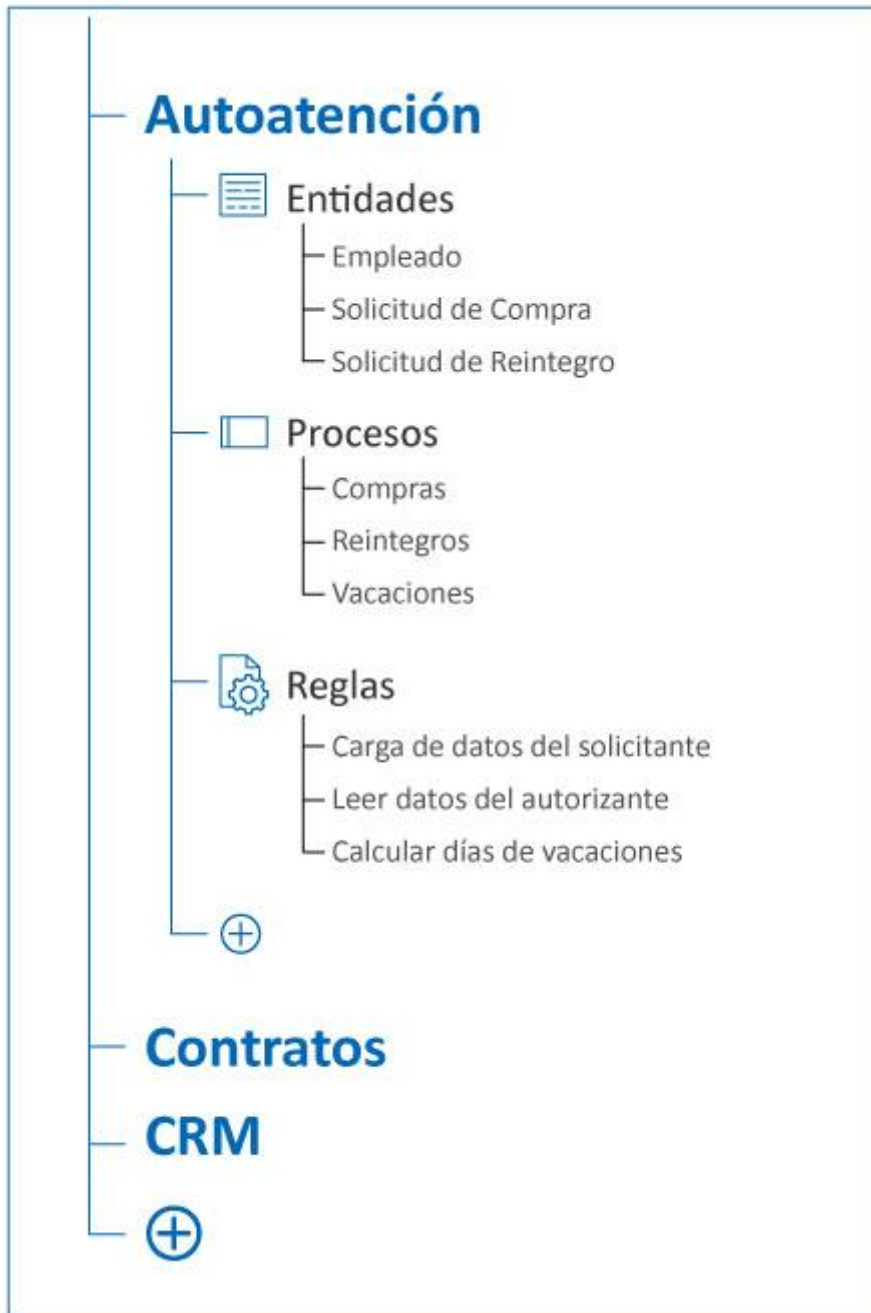 Autoatención
Entidades
Empleado
Solicitud de Compra
Solicitud de Reintegro
Procesos
Compras
Reintegros
Vacaciones
Reglas
Carga de datos del solicitante
Leer datos del autorizante
Calcular días de vacaciones
Contratos
CRM